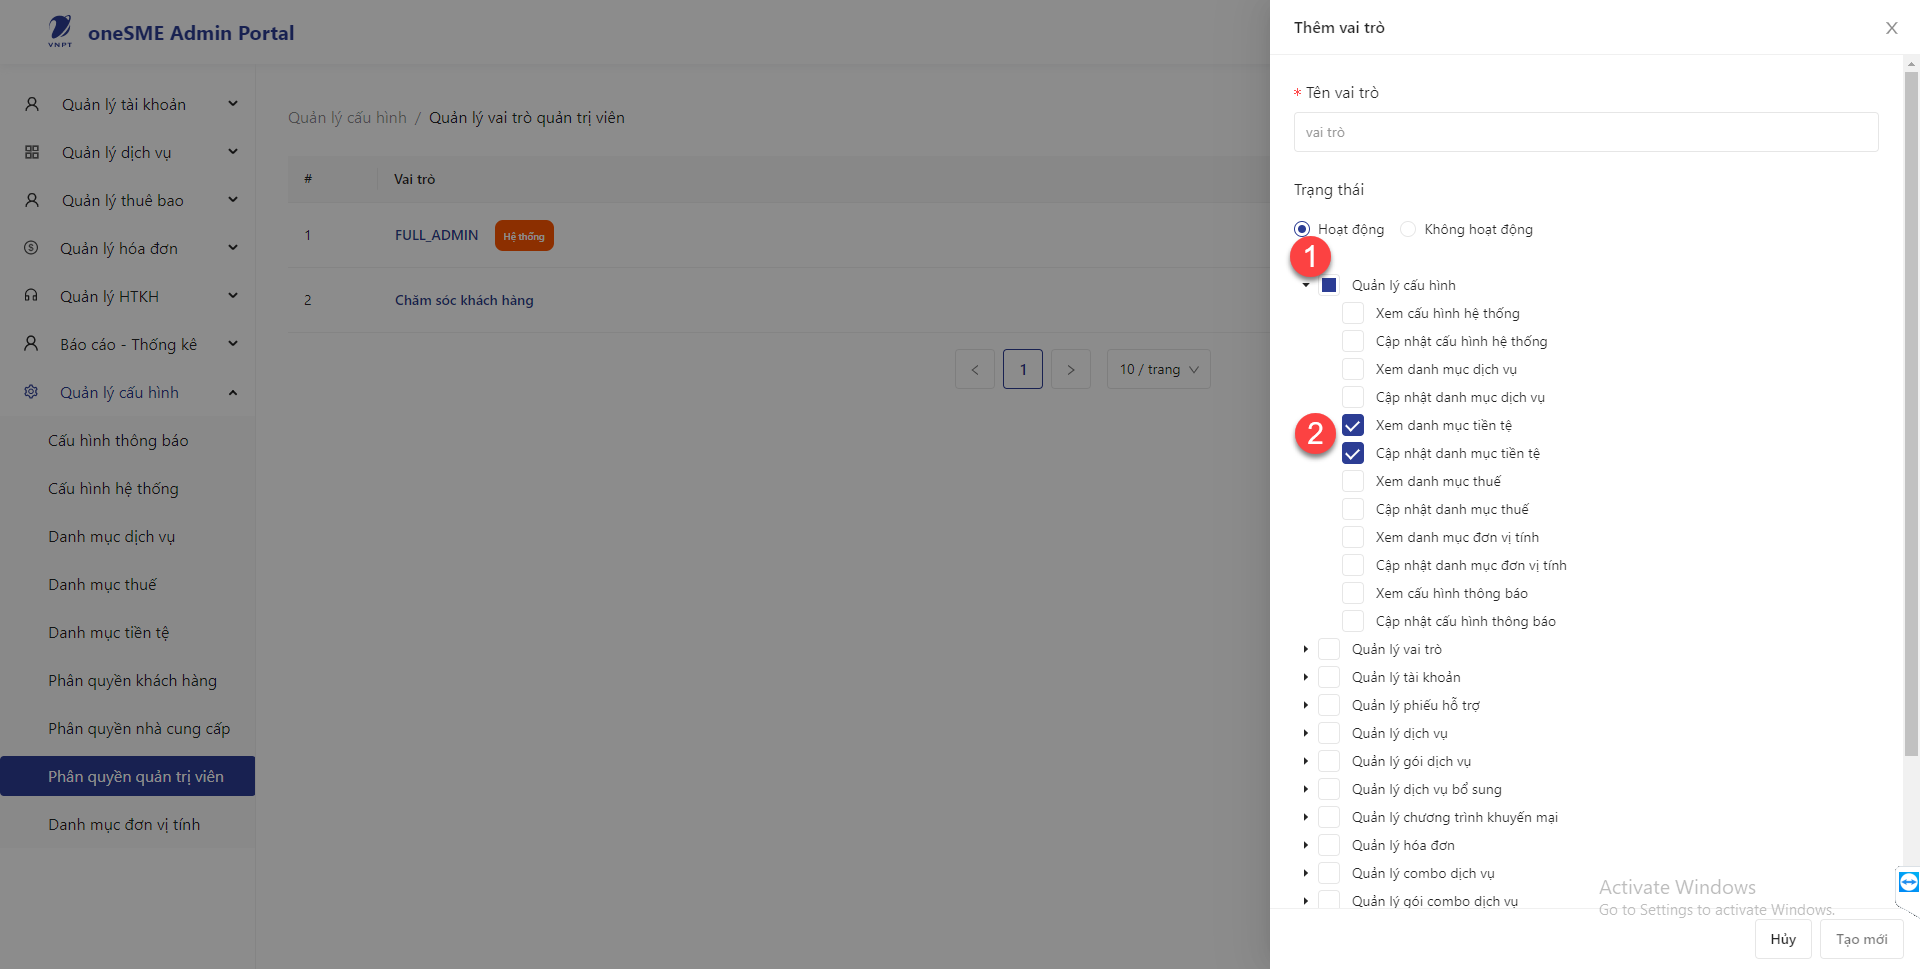 VNPT
oneSME Admin Portal
Quản lý tài khoản
Quản lý dịch vụ
Quản lý thuê bao
Quản lý hóa đơn
Quản lý HTKH
Báo cáo - Thống kê
Quản lý cấu hình
Cấu hình thông báo
Cấu hình hệ thống
Danh mục dịch vụ
Danh mục thuế
Danh mục tiền tệ
Phân quyền khách hàng
Phân quyền nhà cung cấp
Phân quyền quản trị viên
Danh mục đơn vị tính
Quản lý cấu hình / Quản lý vai trò quản trị viên
# Vai trò
1 FULL_ADMIN Hệ thống
2 Chăm sóc khách hàng
< 1 > 10 / trang
Thêm vai trò
* Tên vai trò
vai trò
Trạng thái
Hoạt động Không hoạt động
1
Quản lý cấu hình
Xem cấu hình hệ thống
Cập nhật cấu hình hệ thống
Xem danh mục dịch vụ
Cập nhật danh mục dịch vụ
2
Xem danh mục tiền tệ
Cập nhật danh mục tiền tệ
Xem danh mục thuế
Cập nhật danh mục thuế
Xem danh mục đơn vị tính
Cập nhật danh mục đơn vị tính
Xem cấu hình thông báo
Cập nhật cấu hình thông báo
Quản lý vai trò
Quản lý tài khoản
Quản lý phiếu hỗ trợ
Quản lý dịch vụ
Quản lý gói dịch vụ
Quản lý dịch vụ bổ sung
Quản lý chương trình khuyến mại
Quản lý hóa đơn
Quản lý combo dịch vụ
Quản lý gói combo dịch vụ
Activate Windows
Go to Settings to activate Windows.
Hủy Tạo mới